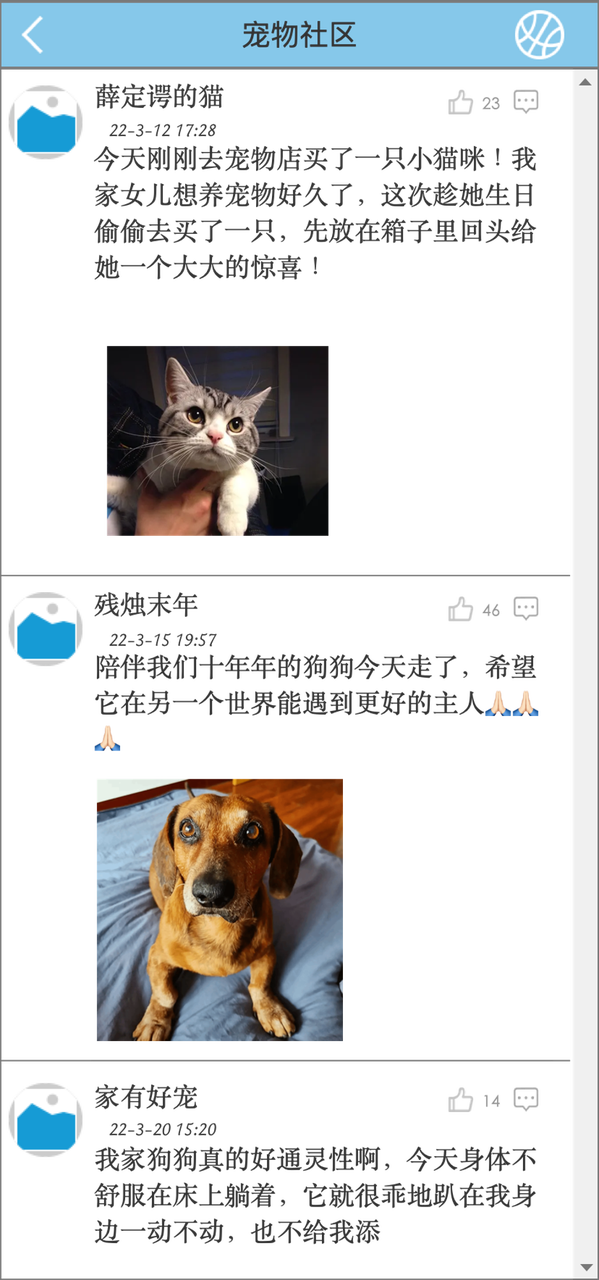 宠物社区
薛定谔的猫
23
22-3-12 17:28
今天刚刚去宠物店买了一只小猫咪！我
家女儿想养宠物好久了，这次趁她生日
偷偷去买了一只，先放在箱子里回头给
她一个大大的惊喜！
残烛末年
46
22-3-15 19:57
陪伴我们十年年的狗狗今天走了，希望
它在另一个世界能遇到更好的主人🙏🏻🙏🏻
🙏🏻
家有好宠
14
22-3-20 15:20
我家狗狗真的好通灵性啊，今天身体不
舒服在床上躺着，它就很乖地趴在我身
边一动不动，也不给我添